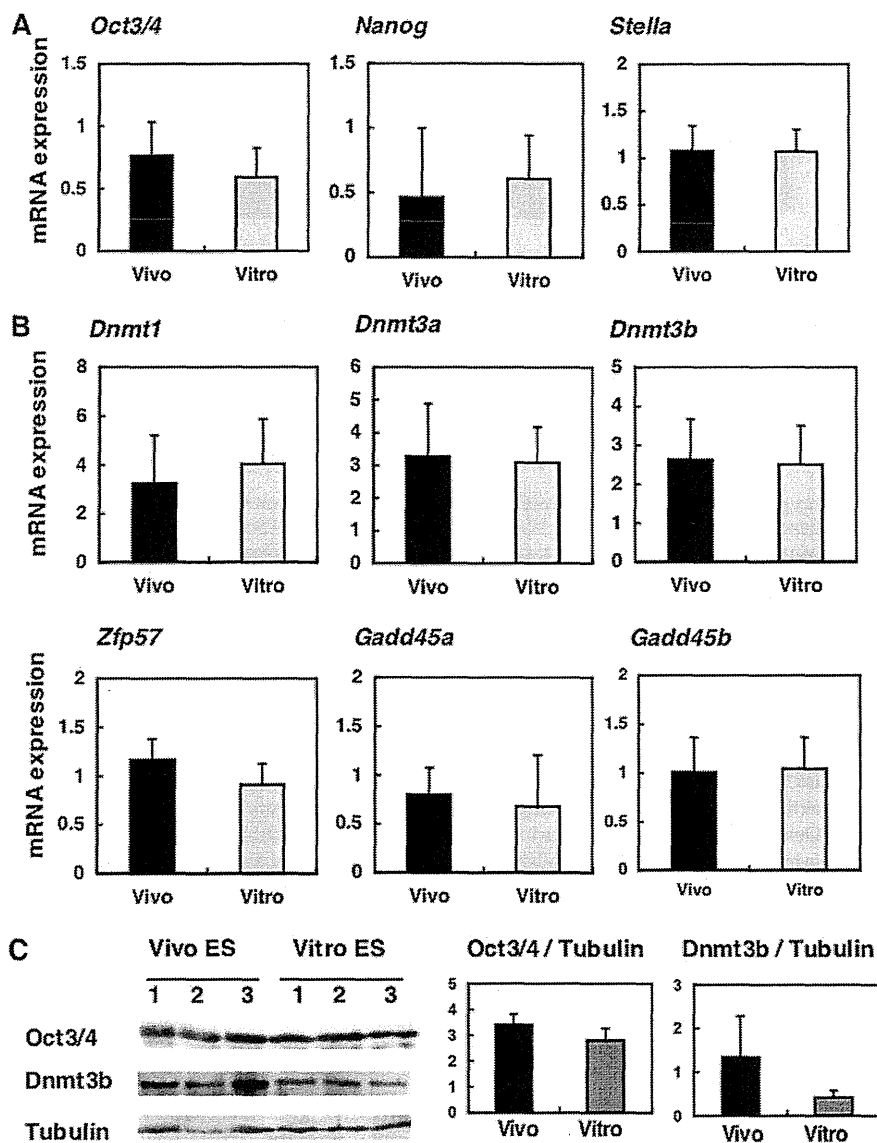 A
Oct3/4
Nanog
Stella
mRNA expression
1.5
1
0.5
0
Vivo
Vitro
1.5
1
0.5
0
Vivo
Vitro
2
1.5
1
0.5
0
Vivo
Vitro
B
Dnmt1
Dnmt3a
Dnmt3b
mRNA expression
8
6
4
2
0
Vivo
Vitro
6
5
4
3
2
1
0
Vivo
Vitro
5
4
3
2
1
0
Vivo
Vitro
Zfp57
Gadd45a
Gadd45b
mRNA expression
2
1.5
1
0.5
0
Vivo
Vitro
2
1.5
1
0.5
0
Vivo
Vitro
2
1.5
1
0.5
0
Vivo
Vitro
C
Vivo ES
Vitro ES
1 2 3 1 2 3
Oct3/4
Dnmt3b
Tubulin
Oct3/4 / Tubulin
5
4
3
2
1
0
Vivo
Vitro
Dnmt3b / Tubulin
3
2
1
0
Vivo
Vitro